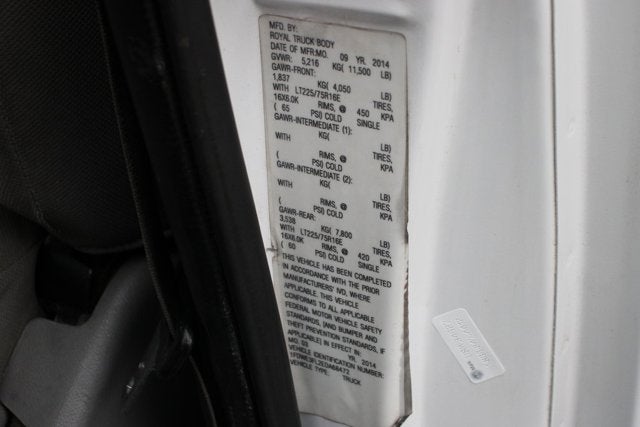 MFD. BY:
ROYAL TRUCK BODY
DATE OF MFR:MO. 09 YR. 2014
GVWR: 5,216 KG( 11,500 LB)
GAWR-FRONT:
1,837 KG( 4,050 LB)
WITH LT225/75R16E TIRES,
16X6.0K RIMS, @ 450 KPA
( 65 PSI) COLD SINGLE
GAWR-INTERMEDIATE (1):
KG( LB)
WITH TIRES,
RIMS, @ KPA
( PSI) COLD
GAWR-INTERMEDIATE (2):
KG( LB)
WITH TIRES,
RIMS, @ KPA
( PSI) COLD
GAWR-REAR:
3,538 KG( 7,800 LB)
WITH LT225/75R16E TIRES,
16X6.0K RIMS, @ 420 KPA
( 60 PSI) COLD SINGLE
THIS VEHICLE HAS BEEN COMPLETED
IN ACCORDANCE WITH THE PRIOR
MANUFACTURERS' IVD, WHERE
APPLICABLE. THIS VEHICLE
CONFORMS TO ALL APPLICABLE
FEDERAL MOTOR VEHICLE SAFETY
STANDARDS, (AND BUMPER AND
THEFT PREVENTION STANDARDS, IF
APPLICABLE) IN EFFECT IN:
MO. 09 YR. 2014
VEHICLE IDENTIFICATION NUMBER:
VEHICLE TYPE: TRUCK